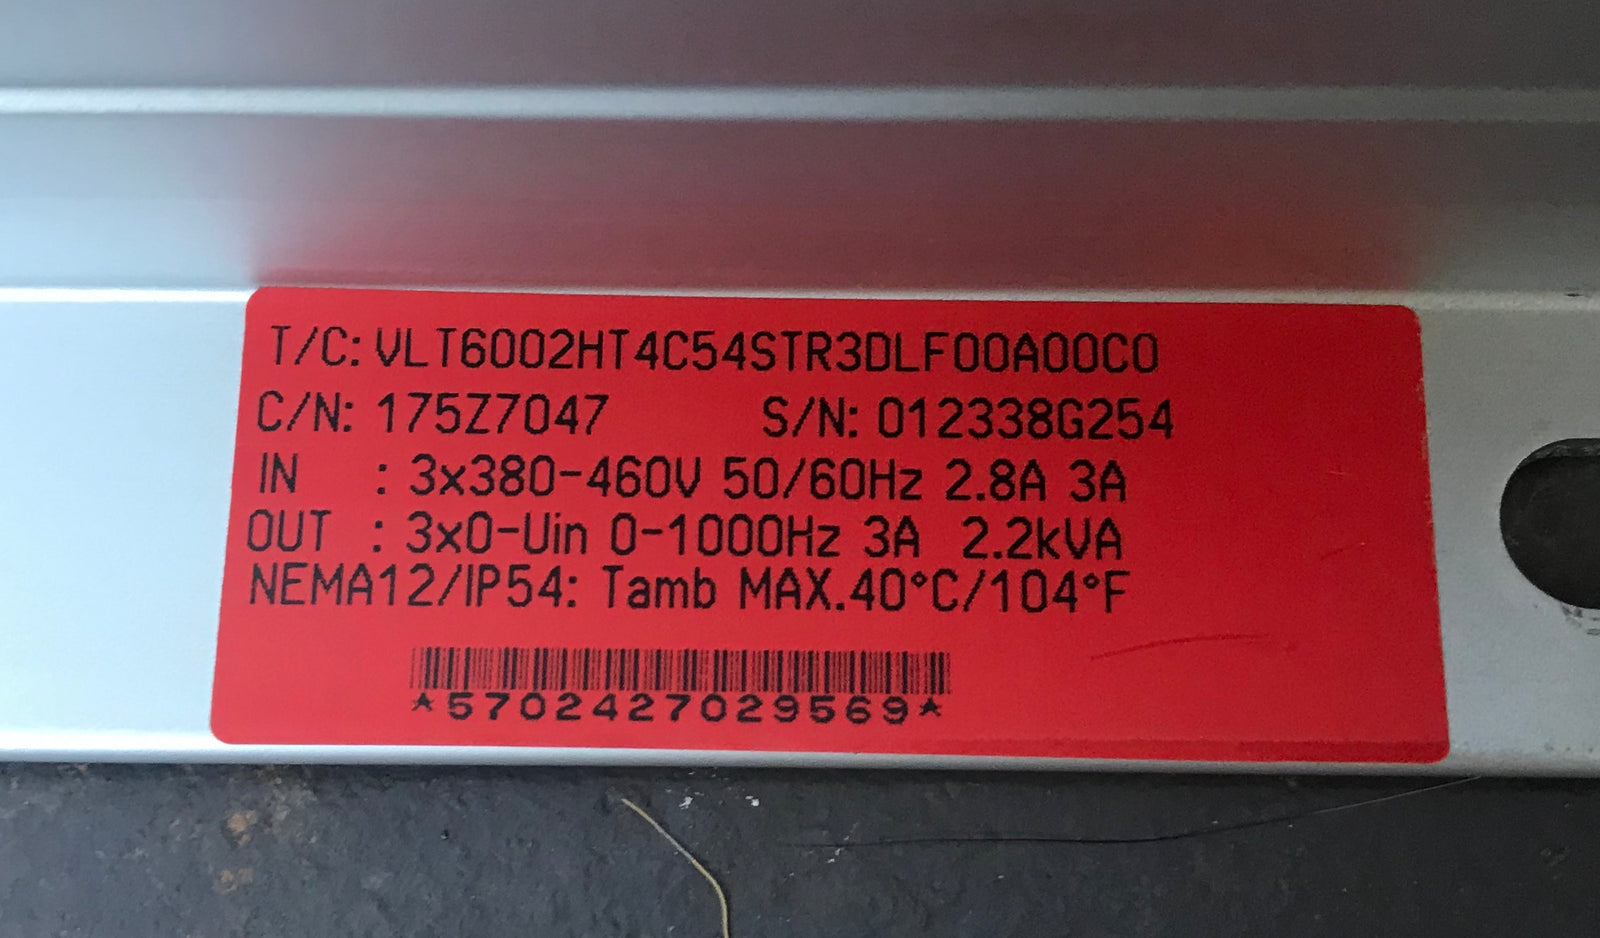 T/C: VLT6002HT4C54STR3DLF00A00C0
C/N: 175Z7047 S/N: 012338G254
IN : 3x380-460V 50/60Hz 2.8A 3A
OUT : 3x0-Uin 0-1000Hz 3A 2.2kVA
NEMA12/IP54: Tamb MAX.40°C/104°F
*5702427029569*